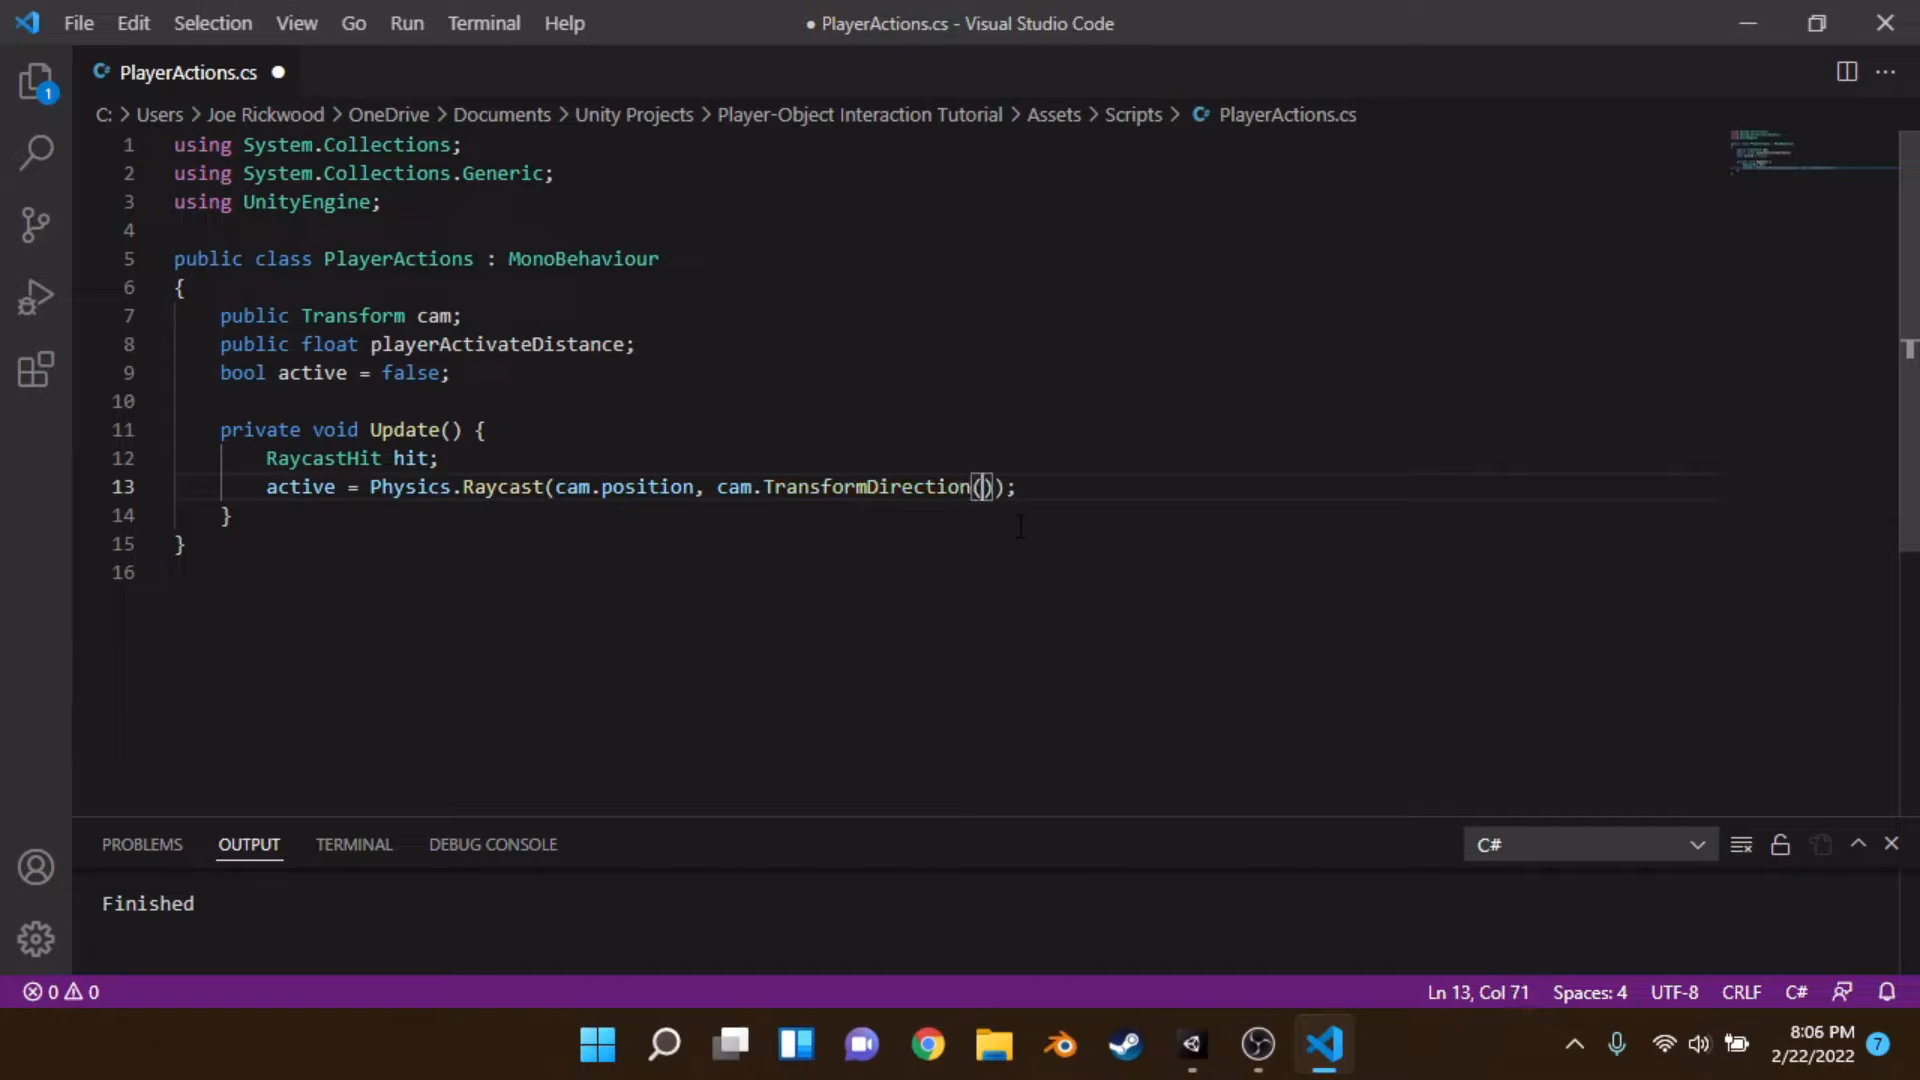 File Edit Selection View Go Run Terminal Help ● PlayerActions.cs - Visual Studio Code
PlayerActions.cs
C: > Users > Joe Rickwood > OneDrive > Documents > Unity Projects > Player-Object Interaction Tutorial > Assets > Scripts > PlayerActions.cs
1 using System.Collections;
2 using System.Collections.Generic;
3 using UnityEngine;
4
5 public class PlayerActions : MonoBehaviour
6 {
7 public Transform cam;
8 public float playerActivateDistance;
9 bool active = false;
10
11 private void Update() {
12 RaycastHit hit;
13 active = Physics.Raycast(cam.position, cam.TransformDirection());
14 }
15 }
16
PROBLEMS OUTPUT TERMINAL DEBUG CONSOLE C#
Finished
0 0 Ln 13, Col 71 Spaces: 4 UTF-8 CRLF C#
8:06 PM
2/22/2022 7
1